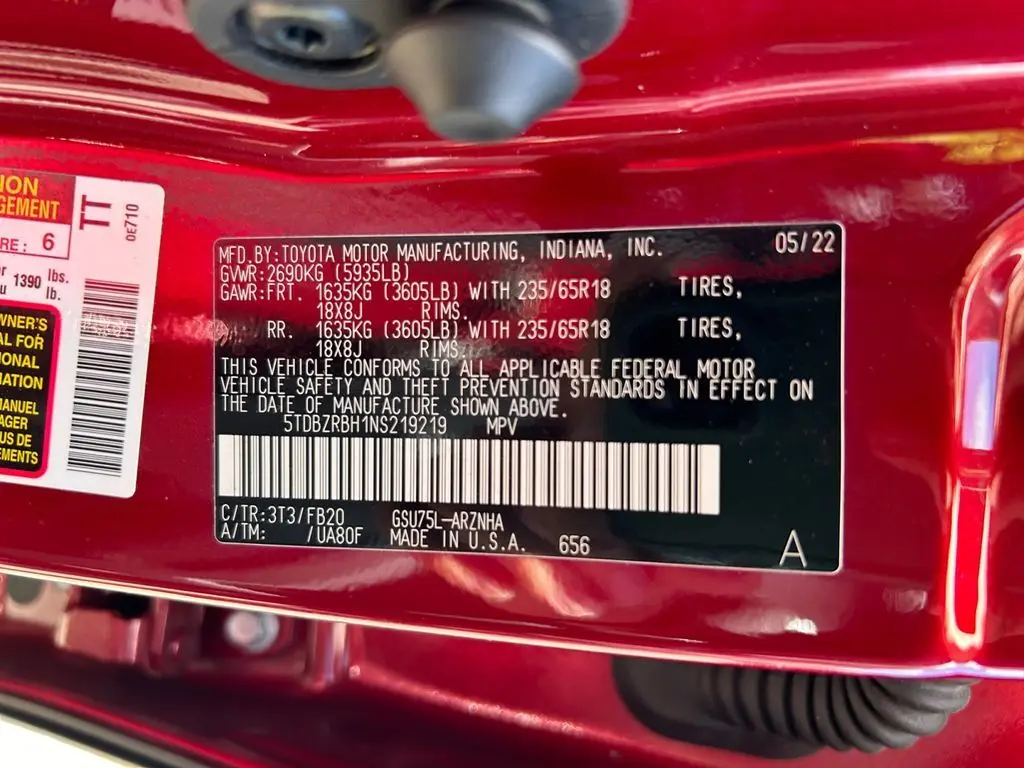 ION
GEMENT
RE : 6
or
u 1390 lbs.
lb.
WNER'S
AL FOR
IONAL
MATION
MANUEL
AGER
US DE
EMENTS
TT
0E710
MFD.BY:TOYOTA MOTOR MANUFACTURING, INDIANA, INC. 05/22
GVWR:2690KG (5935LB)
GAWR:FRT. 1635KG (3605LB) WITH 235/65R18 TIRES,
18X8J RIMS.
RR. 1635KG (3605LB) WITH 235/65R18 TIRES,
18X8J RIMS.
THIS VEHICLE CONFORMS TO ALL APPLICABLE FEDERAL MOTOR
VEHICLE SAFETY AND THEFT PREVENTION STANDARDS IN EFFECT ON
THE DATE OF MANUFACTURE SHOWN ABOVE.
5TDBZRBH1NS219219 MPV
C/TR:3T3/FB20 GSU75L-ARZNHA
A/TM: /UA80F MADE IN U.S.A. 656
A